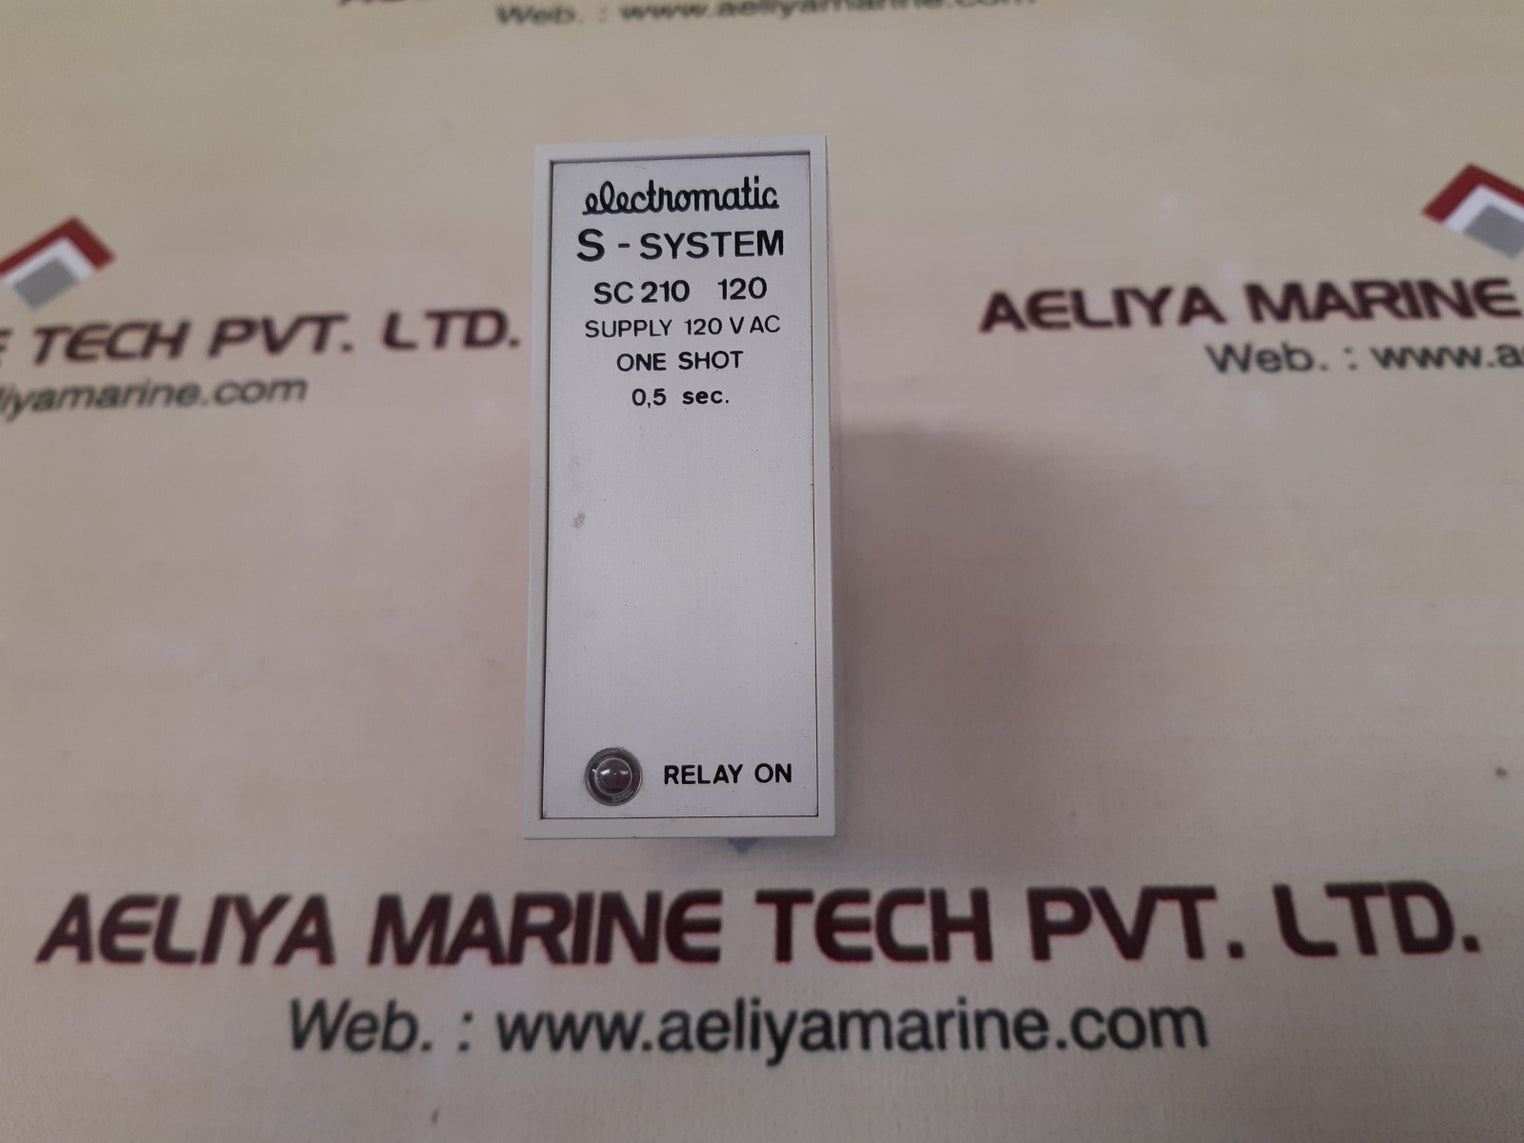 Web. : www.aeliyamarine.com
electromatic
S - SYSTEM
SC 210 120
SUPPLY 120 V AC
ONE SHOT
0,5 sec.
RELAY ON
TECH PVT. LTD.
AELIYA MARINE
Web. : www.a
iyamarine.com
AELIYA MARINE TECH PVT. LTD.
Web. : www.aeliyamarine.com